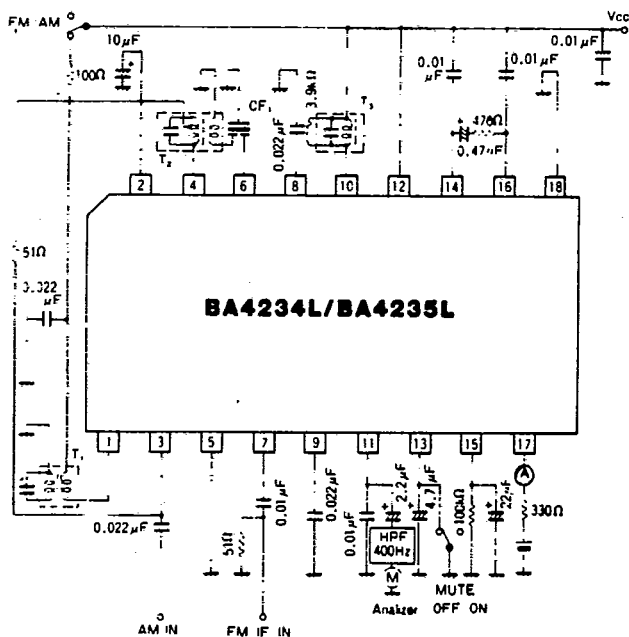 FM AM
Vcc
10μF
100Ω
0.01 μF
0.01μF
0.01μF
CF₁
3.9kΩ
T₃
0.022μF
T₂
470Ω
0.47μF
2 4 6 8 10 12 14 16 18
51Ω
0.022 μF
BA4234L/BA4235L
1 3 5 7 9 11 13 15 17
T₁
0.022μF
51Ω
0.01μF
0.022μF
0.01μF
2.2μF
4.7μF
100kΩ
22μF
A
330Ω
HPF
400Hz
M
Analizer
MUTE
OFF ON
AM IN
FM IF IN